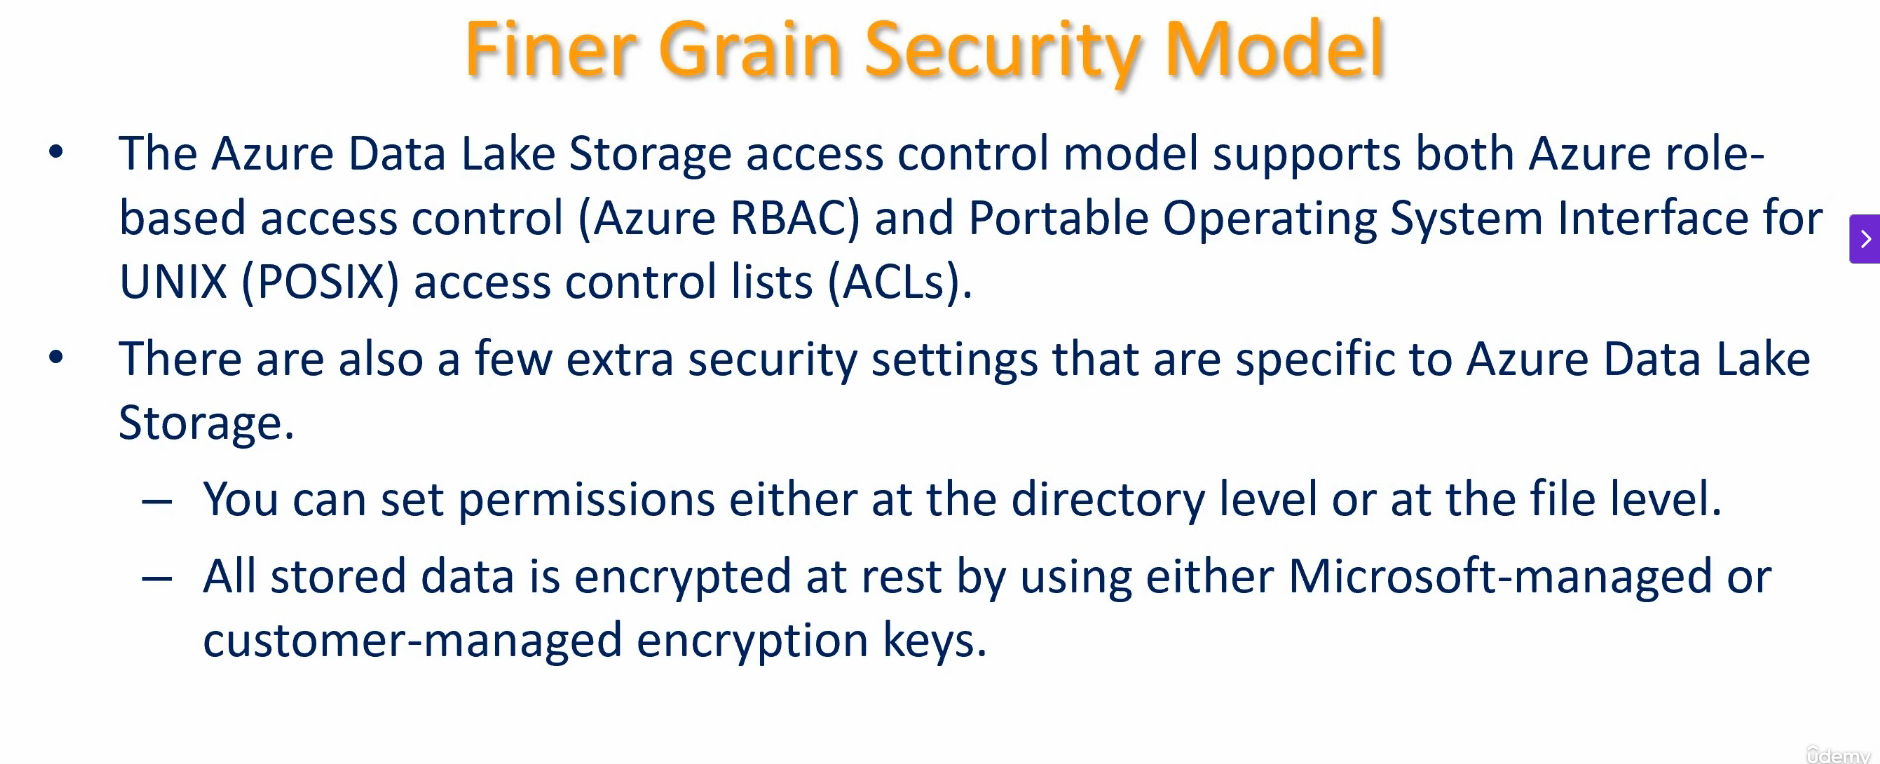 Finer Grain Security Model
• The Azure Data Lake Storage access control model supports both Azure role-
based access control (Azure RBAC) and Portable Operating System Interface for
UNIX (POSIX) access control lists (ACLs).
• There are also a few extra security settings that are specific to Azure Data Lake
Storage.
– You can set permissions either at the directory level or at the file level.
– All stored data is encrypted at rest by using either Microsoft-managed or
customer-managed encryption keys.
ûdemy